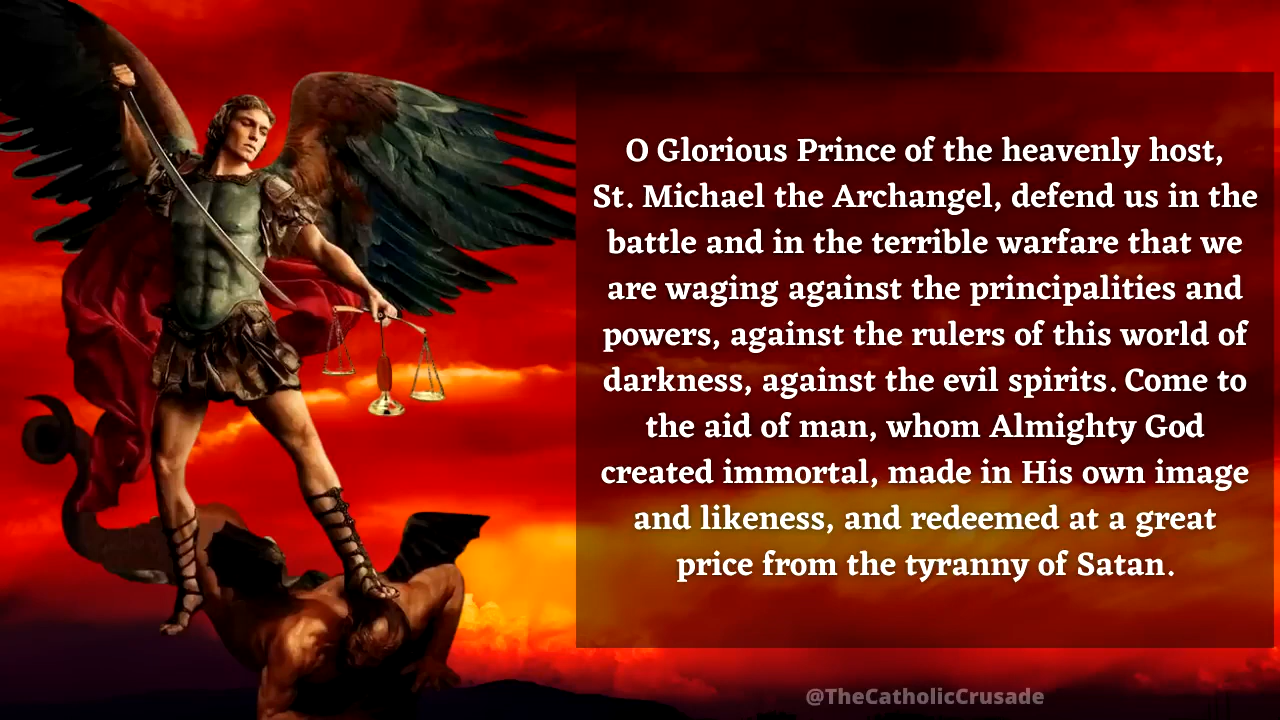 O Glorious Prince of the heavenly host,
St. Michael the Archangel, defend us in the
battle and in the terrible warfare that we
are waging against the principalities and
powers, against the rulers of this world of
darkness, against the evil spirits. Come to
the aid of man, whom Almighty God
created immortal, made in His own image
and likeness, and redeemed at a great
price from the tyranny of Satan.
@TheCatholicCrusade